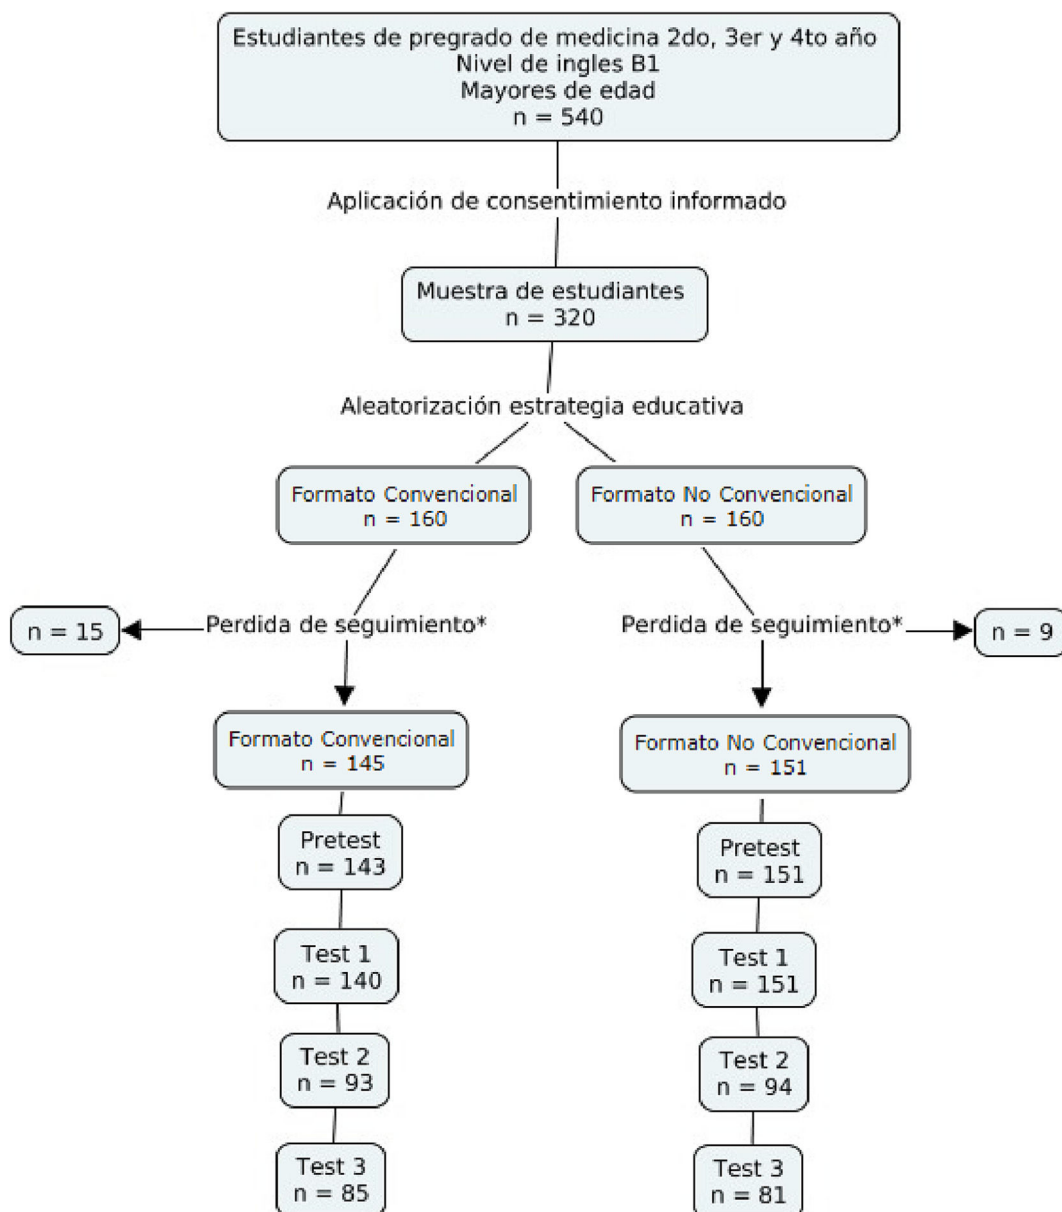 Estudiantes de pregrado de medicina 2do, 3er y 4to año
Nivel de ingles B1
Mayores de edad
n = 540
Aplicación de consentimiento informado
Muestra de estudiantes
n = 320
Aleatorización estrategia educativa
Formato Convencional
n = 160
Formato No Convencional
n = 160
n = 15
Perdida de seguimiento*
Perdida de seguimiento*
n = 9
Formato Convencional
n = 145
Formato No Convencional
n = 151
Pretest
n = 143
Pretest
n = 151
Test 1
n = 140
Test 1
n = 151
Test 2
n = 93
Test 2
n = 94
Test 3
n = 85
Test 3
n = 81